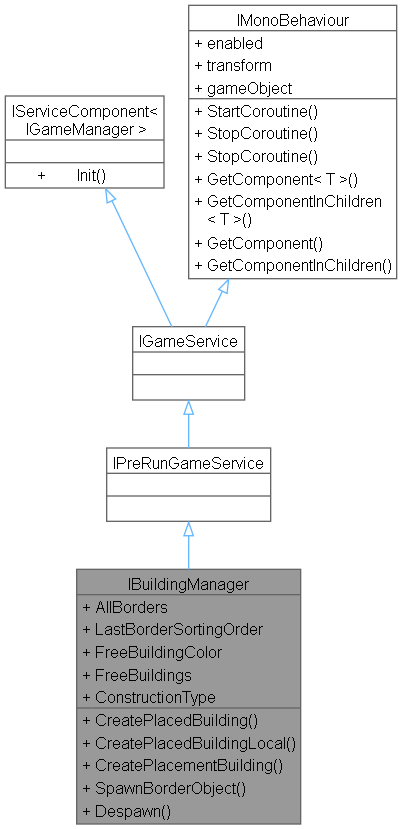 IMonoBehaviour
+ enabled
+ transform
+ gameObject
+ StartCoroutine()
+ StopCoroutine()
+ StopCoroutine()
+ GetComponent< T >()
+ GetComponentInChildren
< T >()
+ GetComponent()
+ GetComponentInChildren()
IServiceComponent<
IGameManager >
+ Init()
IGameService
IPreRunGameService
IBuildingManager
+ AllBorders
+ LastBorderSortingOrder
+ FreeBuildingColor
+ FreeBuildings
+ ConstructionType
+ CreatePlacedBuilding()
+ CreatePlacedBuildingLocal()
+ CreatePlacementBuilding()
+ SpawnBorderObject()
+ Despawn()